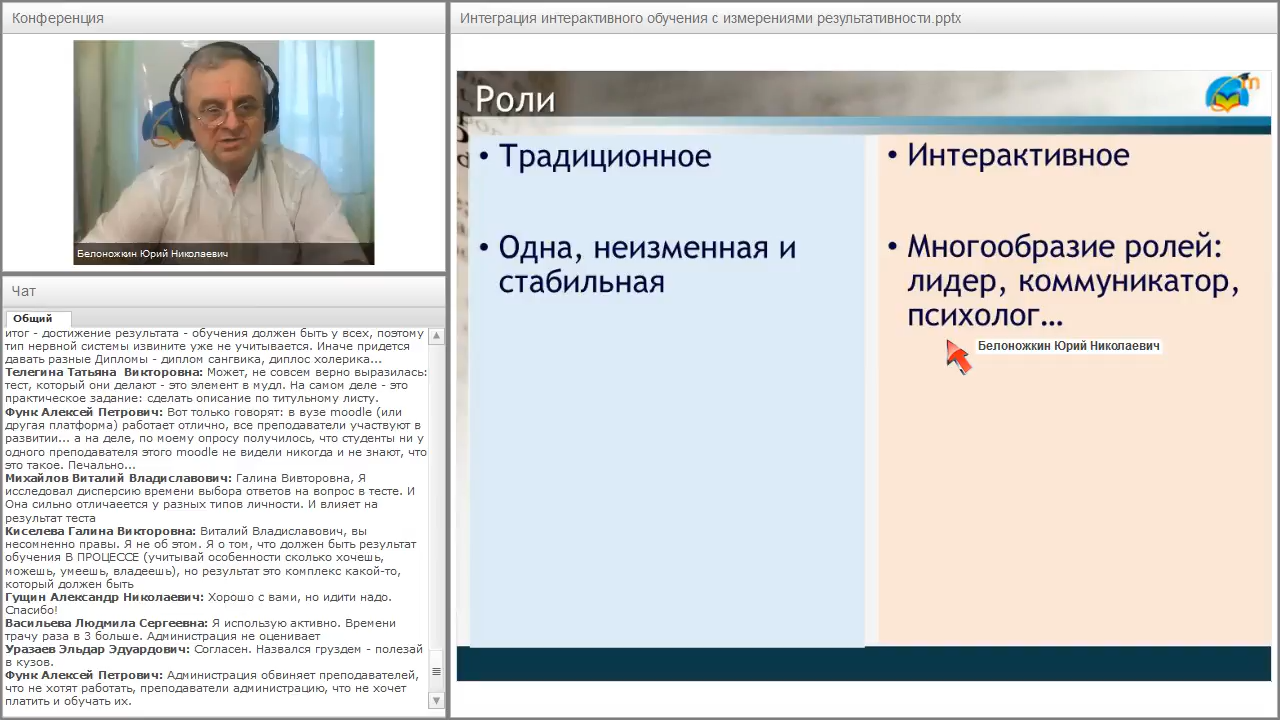 Конференция
Белоножкин Юрий Николаевич
Чат
Общий
итог - достижение результата - обучения должен быть у всех, поэтому
тип нервной системы извините уже не учитывается. Иначе придется
давать разные Дипломы - диплом сангвика, диплос холерика...
Телегина Татьяна Викторовна: Может, не совсем верно выразилась:
тест, который они делают - это элемент в мудл. На самом деле - это
практическое задание: сделать описание по титульному листу.
Функ Алексей Петрович: Вот только говорят: в вузе moodle (или
другая платформа) работает отлично, все преподаватели участвуют в
развитии... а на деле, по моему опросу получилось, что студенты ни у
одного преподавателя этого moodle не видели никогда и не знают, что
это такое. Печально...
Михайлов Виталий Владиславович: Галина Вивторовна, Я
исследовал дисперсию времени выбора ответов на вопрос в тесте. И
Она сильно отличаеется у разных типов личности. И влияет на
результат теста
Киселева Галина Викторовна: Виталий Владиславович, вы
несомненно правы. Я не об этом. Я о том, что должен быть результат
обучения В ПРОЦЕССЕ (учитывай особенности сколько хочешь,
можешь, умеешь, владеешь), но результат это комплекс какой-то,
который должен быть
Гущин Александр Николаевич: Хорошо с вами, но идити надо.
Спасибо!
Васильева Людмила Сергеевна: Я использую активно. Времени
трачу раза в 3 больше. Администрация не оценивает
Уразаев Эльдар Эдуардович: Согласен. Назвался груздем - полезай
в кузов.
Функ Алексей Петрович: Администрация обвиняет преподавателей,
что не хотят работать, преподаватели администрацию, что не хочет
платить и обучать их.
Интеграция интерактивного обучения с измерениями результативности.pptx
Роли
• Традиционное
• Одна, неизменная и
стабильная
• Интерактивное
• Многообразие ролей:
лидер, коммуникатор,
психолог...
Белоножкин Юрий Николаевич